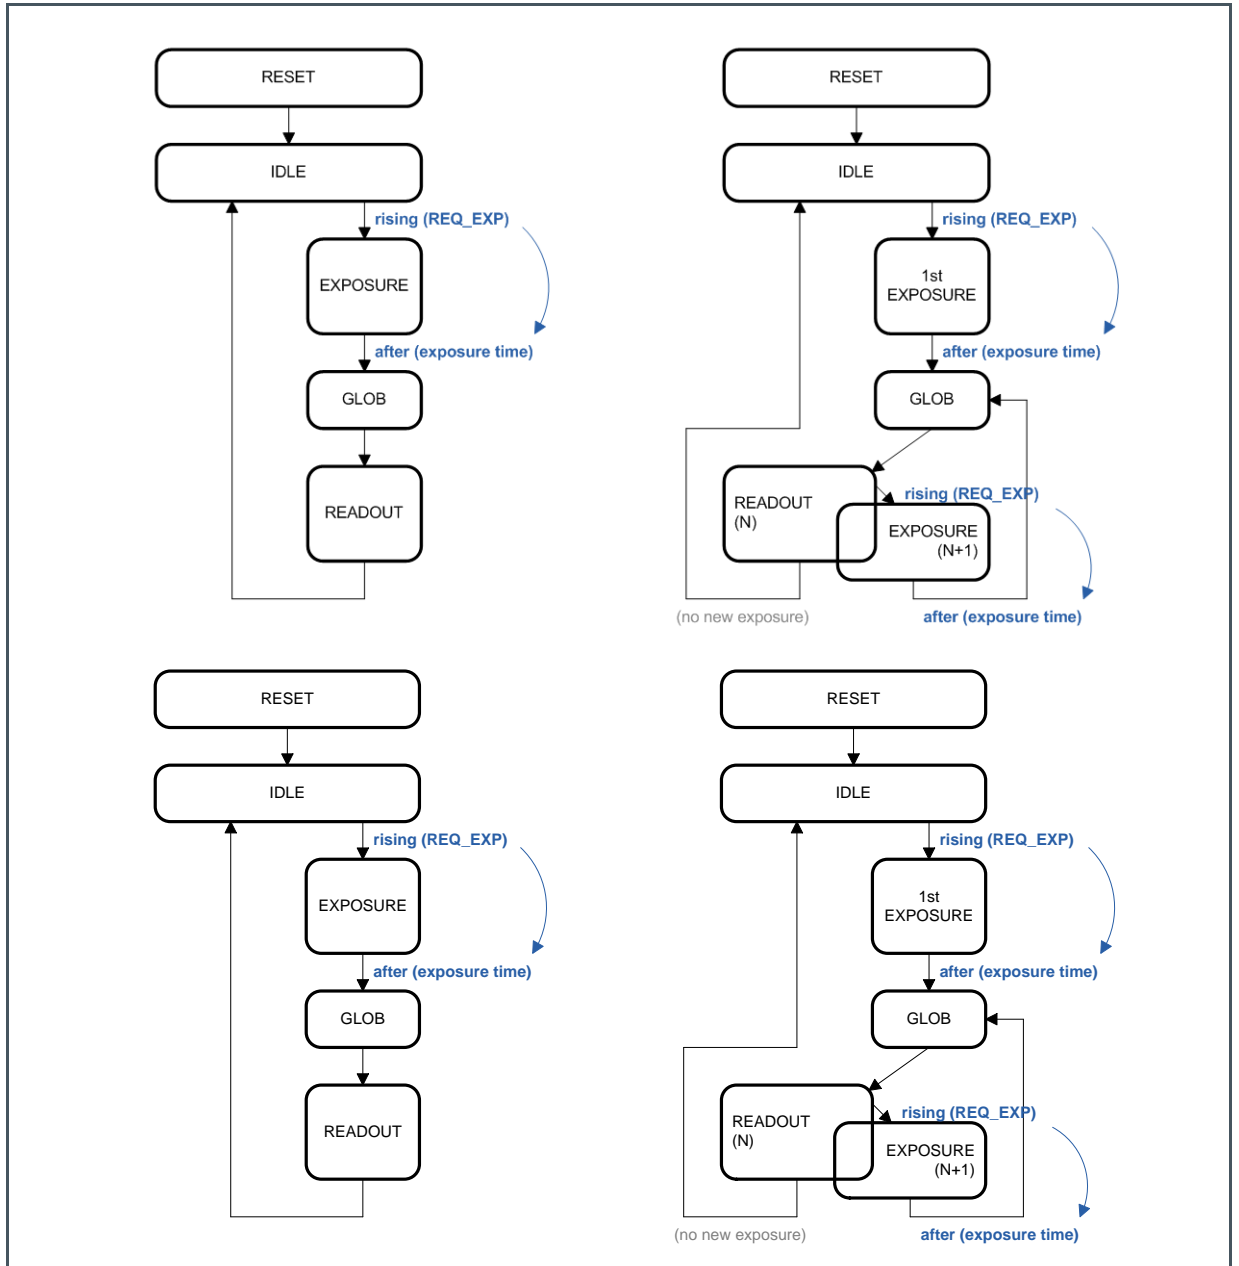 RESET
IDLE
rising (REQ_EXP)
EXPOSURE
after (exposure time)
GLOB
READOUT
RESET
IDLE
rising (REQ_EXP)
1st
EXPOSURE
after (exposure time)
GLOB
READOUT
(N)
rising (REQ_EXP)
EXPOSURE
(N+1)
(no new exposure)
after (exposure time)
RESET
IDLE
rising (REQ_EXP)
EXPOSURE
after (exposure time)
GLOB
READOUT
RESET
IDLE
rising (REQ_EXP)
1st
EXPOSURE
after (exposure time)
GLOB
READOUT
(N)
rising (REQ_EXP)
EXPOSURE
(N+1)
(no new exposure)
after (exposure time)